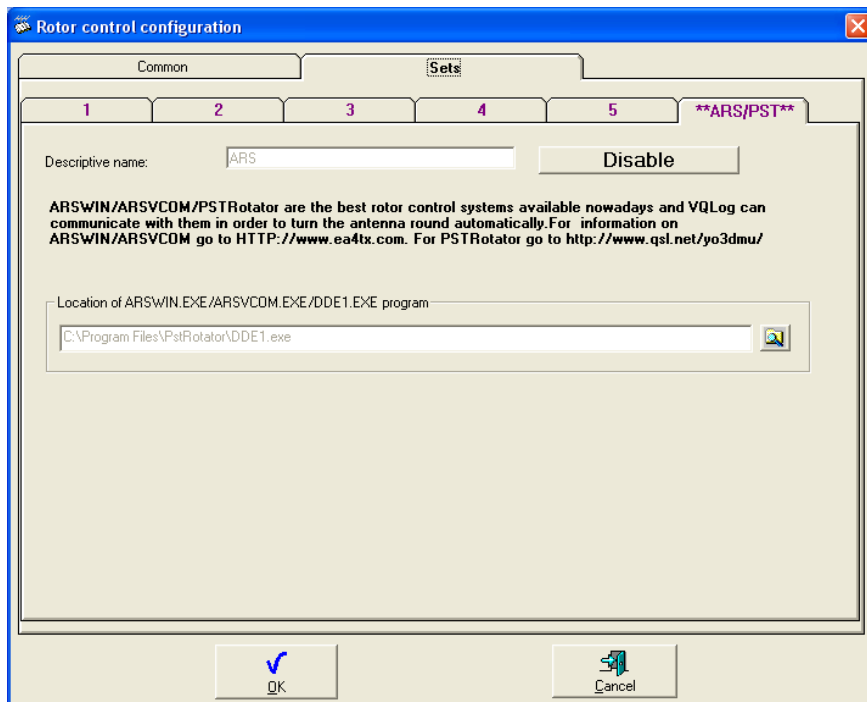 Rotor control configuration
Common
Sets
1
2
3
4
5
**ARS/PST**
Descriptive name:
ARS
Disable
ARSWIN/ARSVCOM/PSTRotator are the best rotor control systems available nowadays and VQLog can
communicate with them in order to turn the antenna round automatically.For information on
ARSWIN/ARSVCOM go to HTTP://www.ea4tx.com. For PSTRotator go to http://www.qsl.net/yo3dmu/
Location of ARSWIN.EXE/ARSVCOM.EXE/DDE1.EXE program
C:\Program Files\PstRotator\DDE1.exe
OK
Cancel